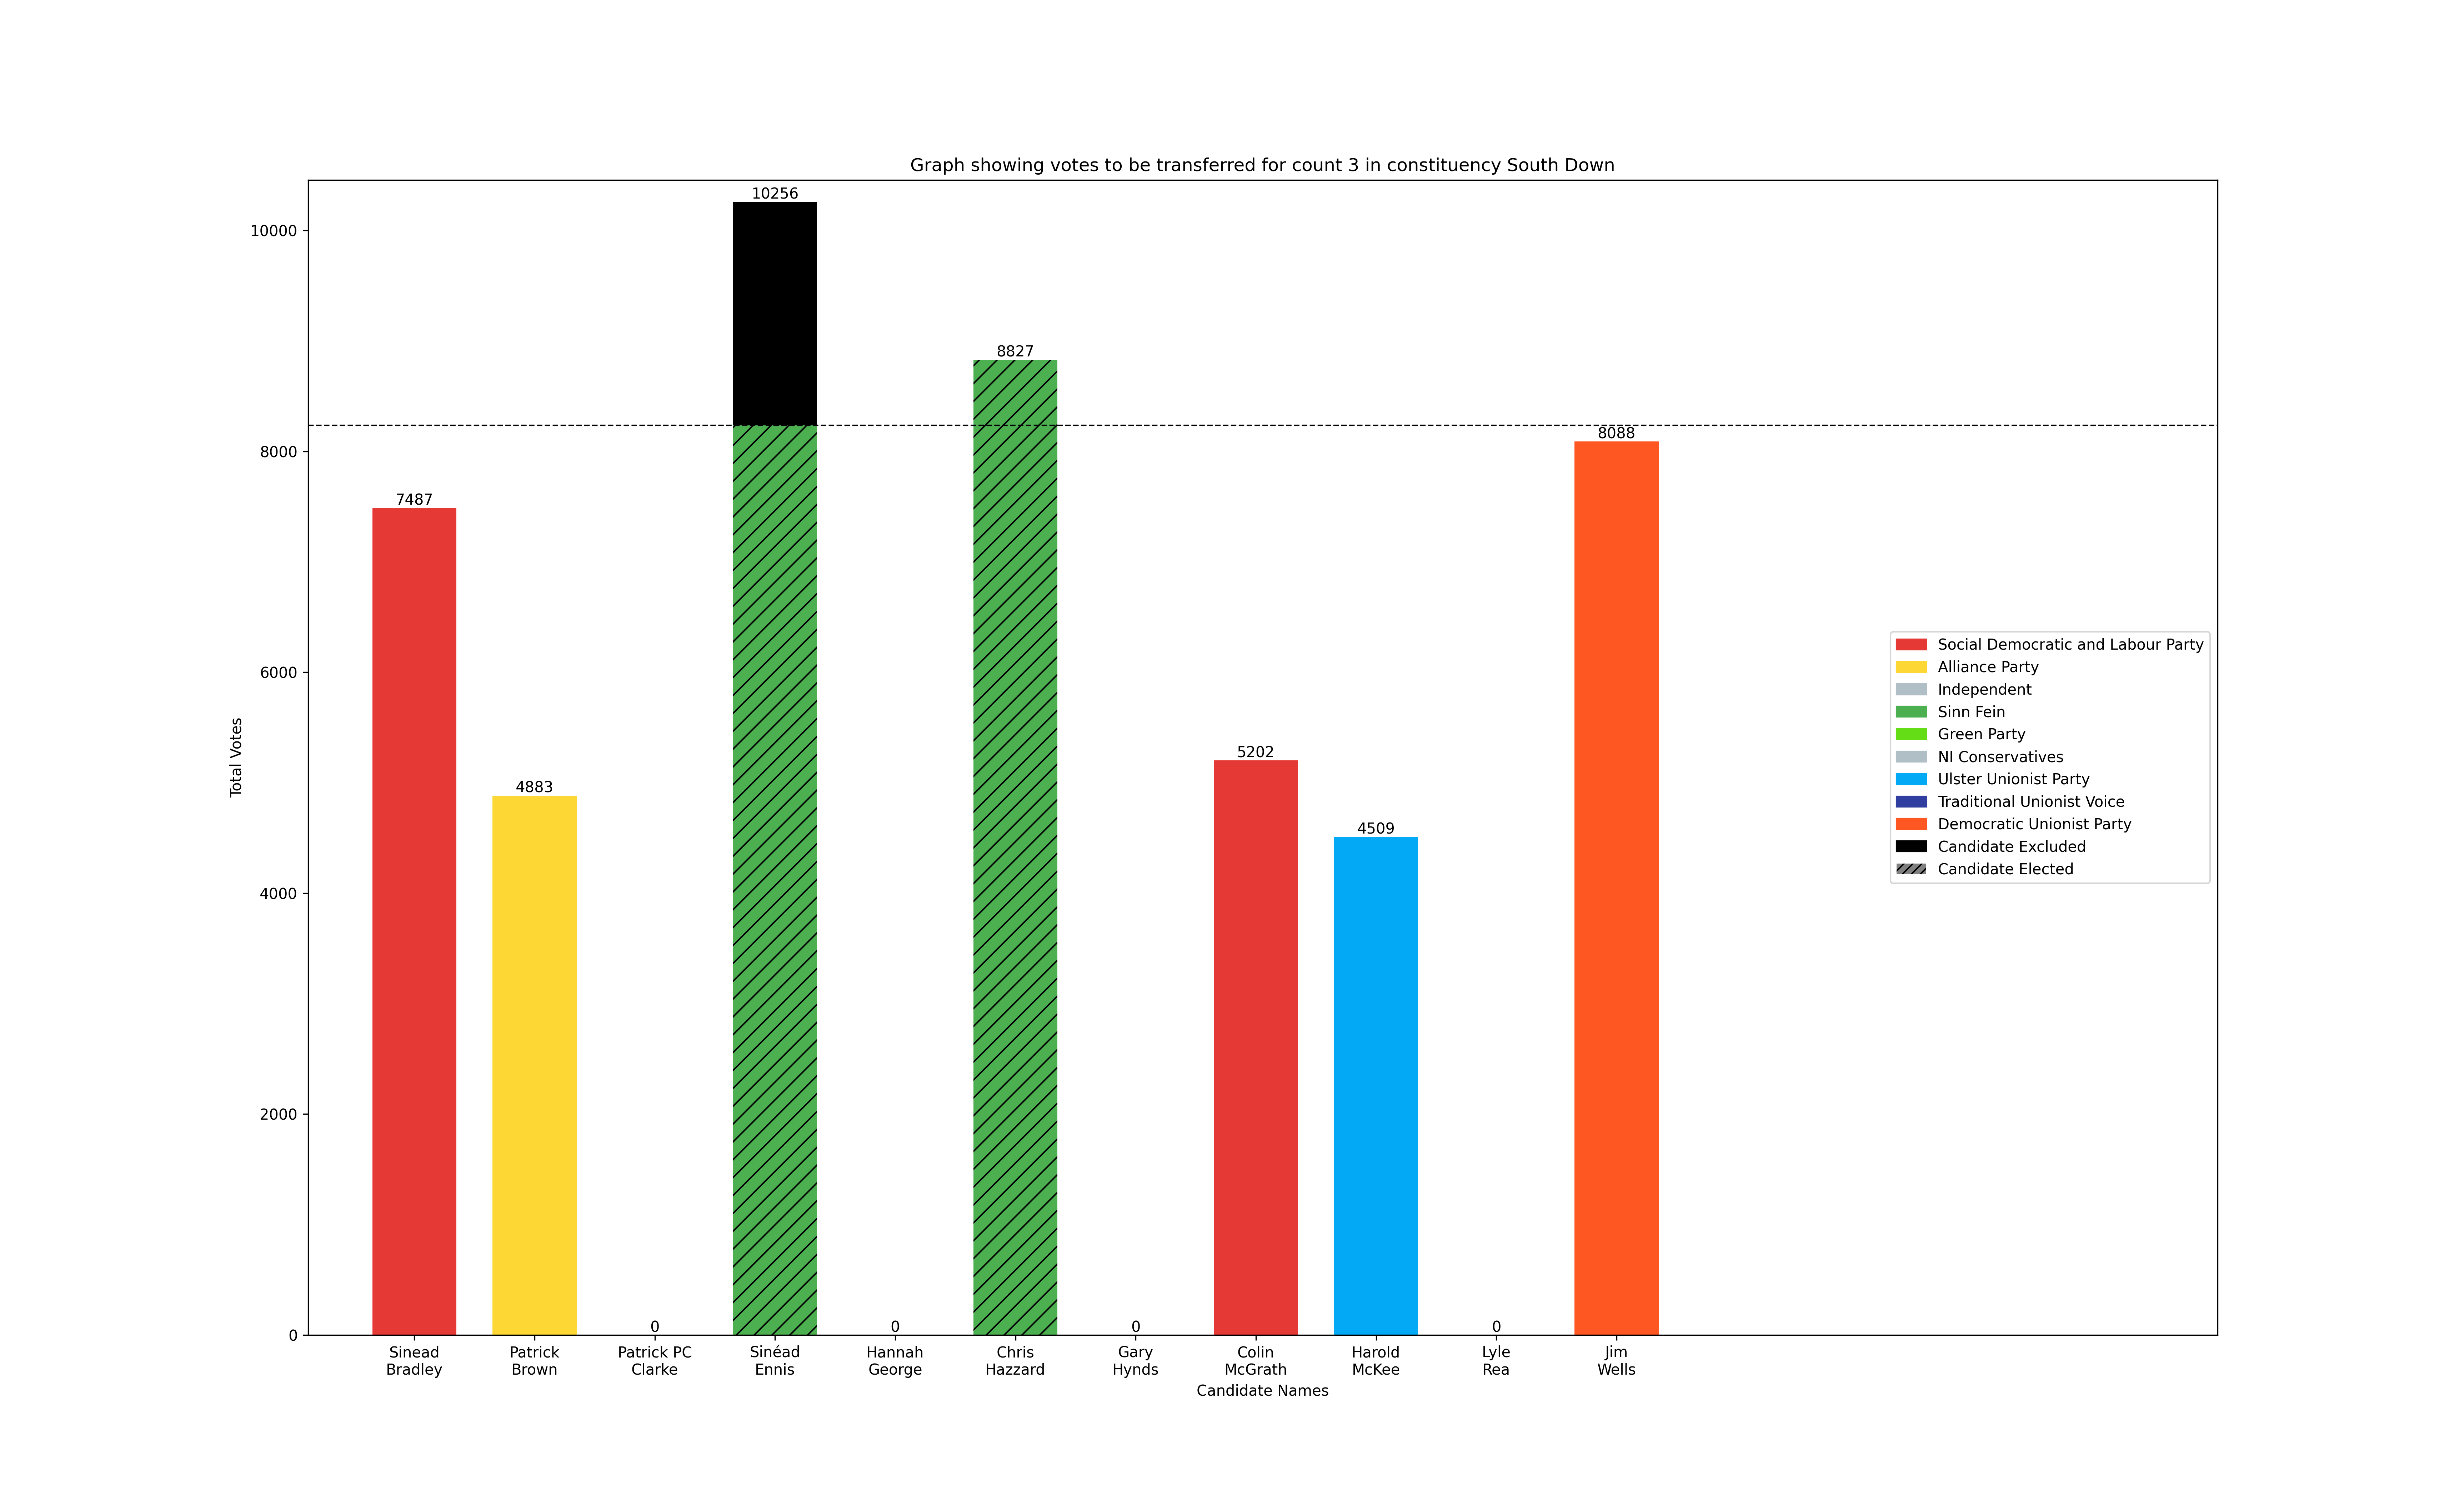 Graph showing votes to be transferred for count 3 in constituency South Down
10256
10000
8827
8088
8000
7487
Social Democratic and Labour Party
Alliance Party
6000
Independent
Sinn Fein
Green Party
NI Conservatives
Ulster Unionist Party
Traditional Unionist Voice
Democratic Unionist Party
Candidate Excluded
Candidate Elected
Total Votes
5202
4883
4509
4000
2000
0
0
0
0
0
Sinead
Bradley
Patrick
Brown
Patrick PC
Clarke
Sinéad
Ennis
Hannah
George
Chris
Hazzard
Gary
Hynds
Colin
McGrath
Harold
McKee
Lyle
Rea
Jim
Wells
Candidate Names